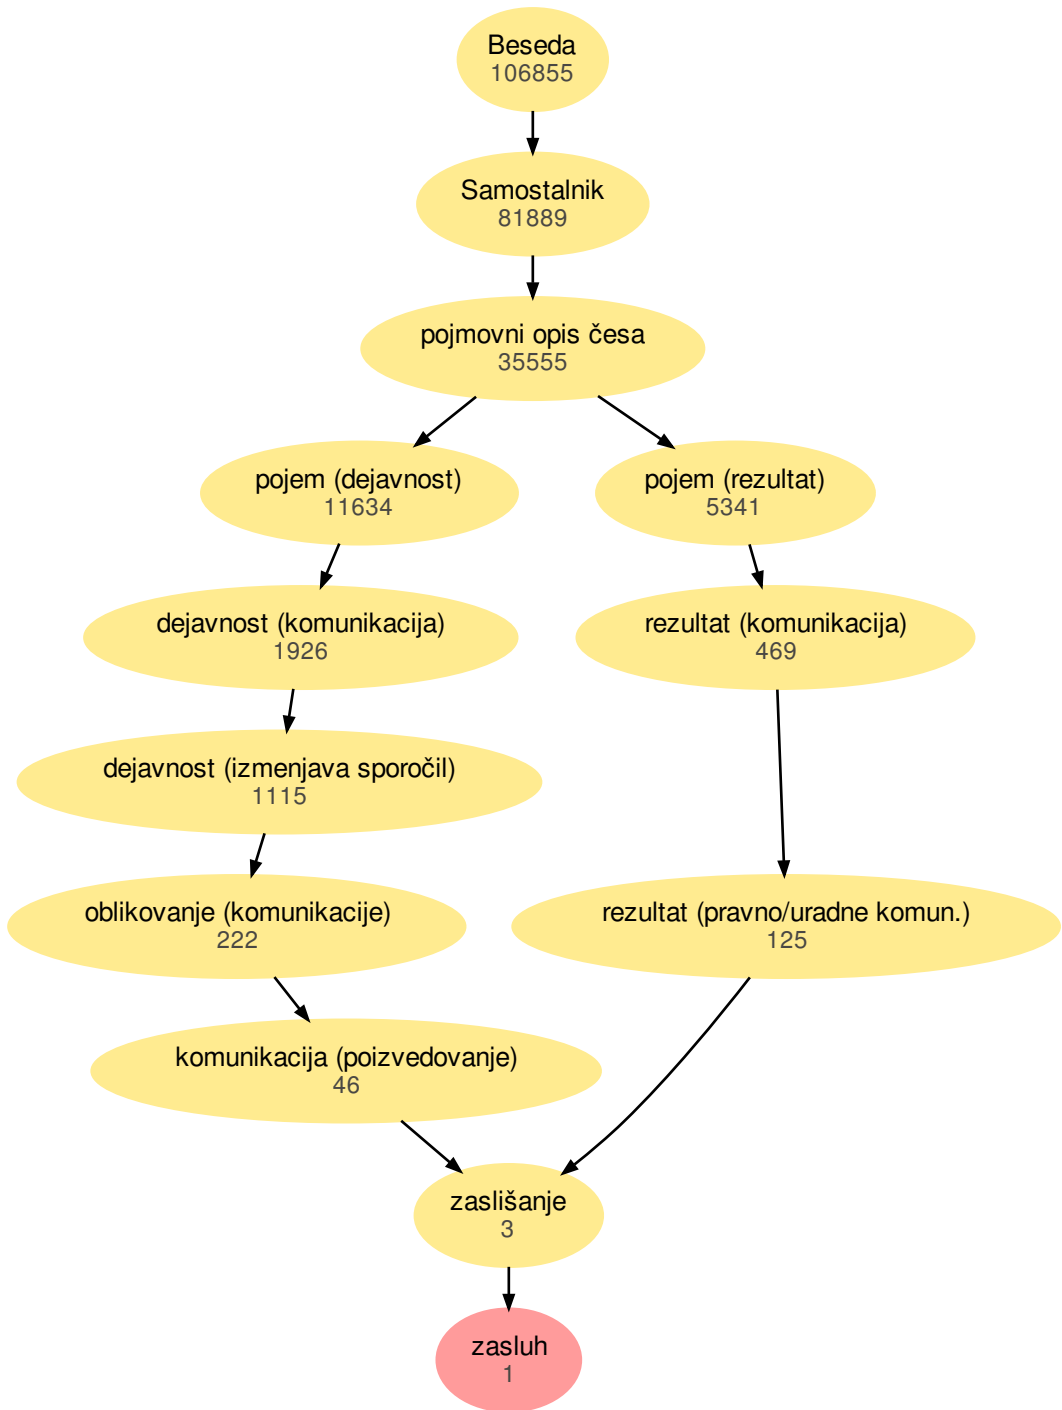 Beseda
106855
Samostalnik
81889
pojmovni opis česa
35555
pojem (dejavnost)
11634
pojem (rezultat)
5341
dejavnost (komunikacija)
1926
rezultat (komunikacija)
469
dejavnost (izmenjava sporočil)
1115
oblikovanje (komunikacije)
222
rezultat (pravno/uradne komun.)
125
komunikacija (poizvedovanje)
46
zaslišanje
3
zasluh
1